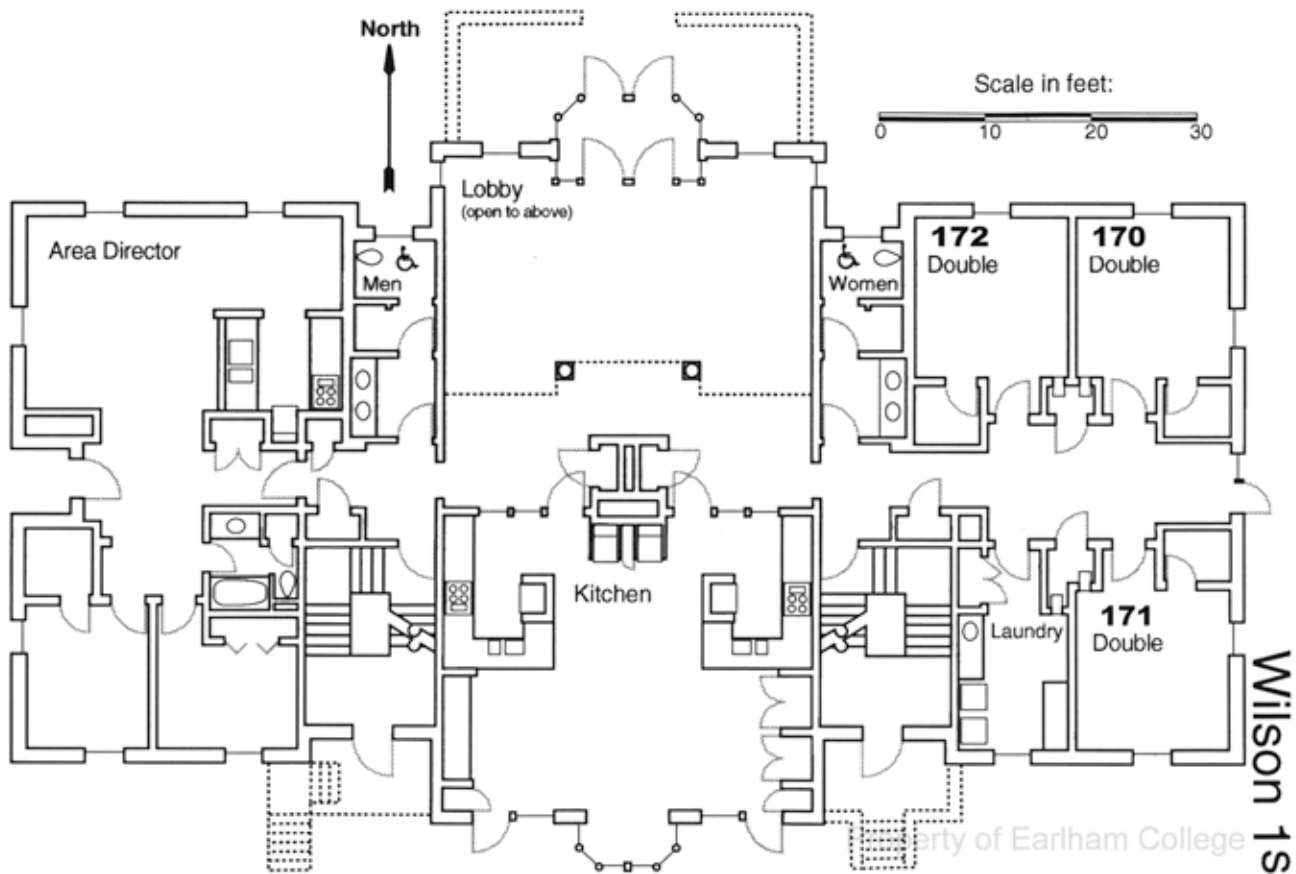 North
Scale in feet:
0 10 20 30
Lobby
(open to above)
Area Director
Men
Women
172
Double
170
Double
Kitchen
Laundry
171
Double
Wilson 1s
Property of Earlham College